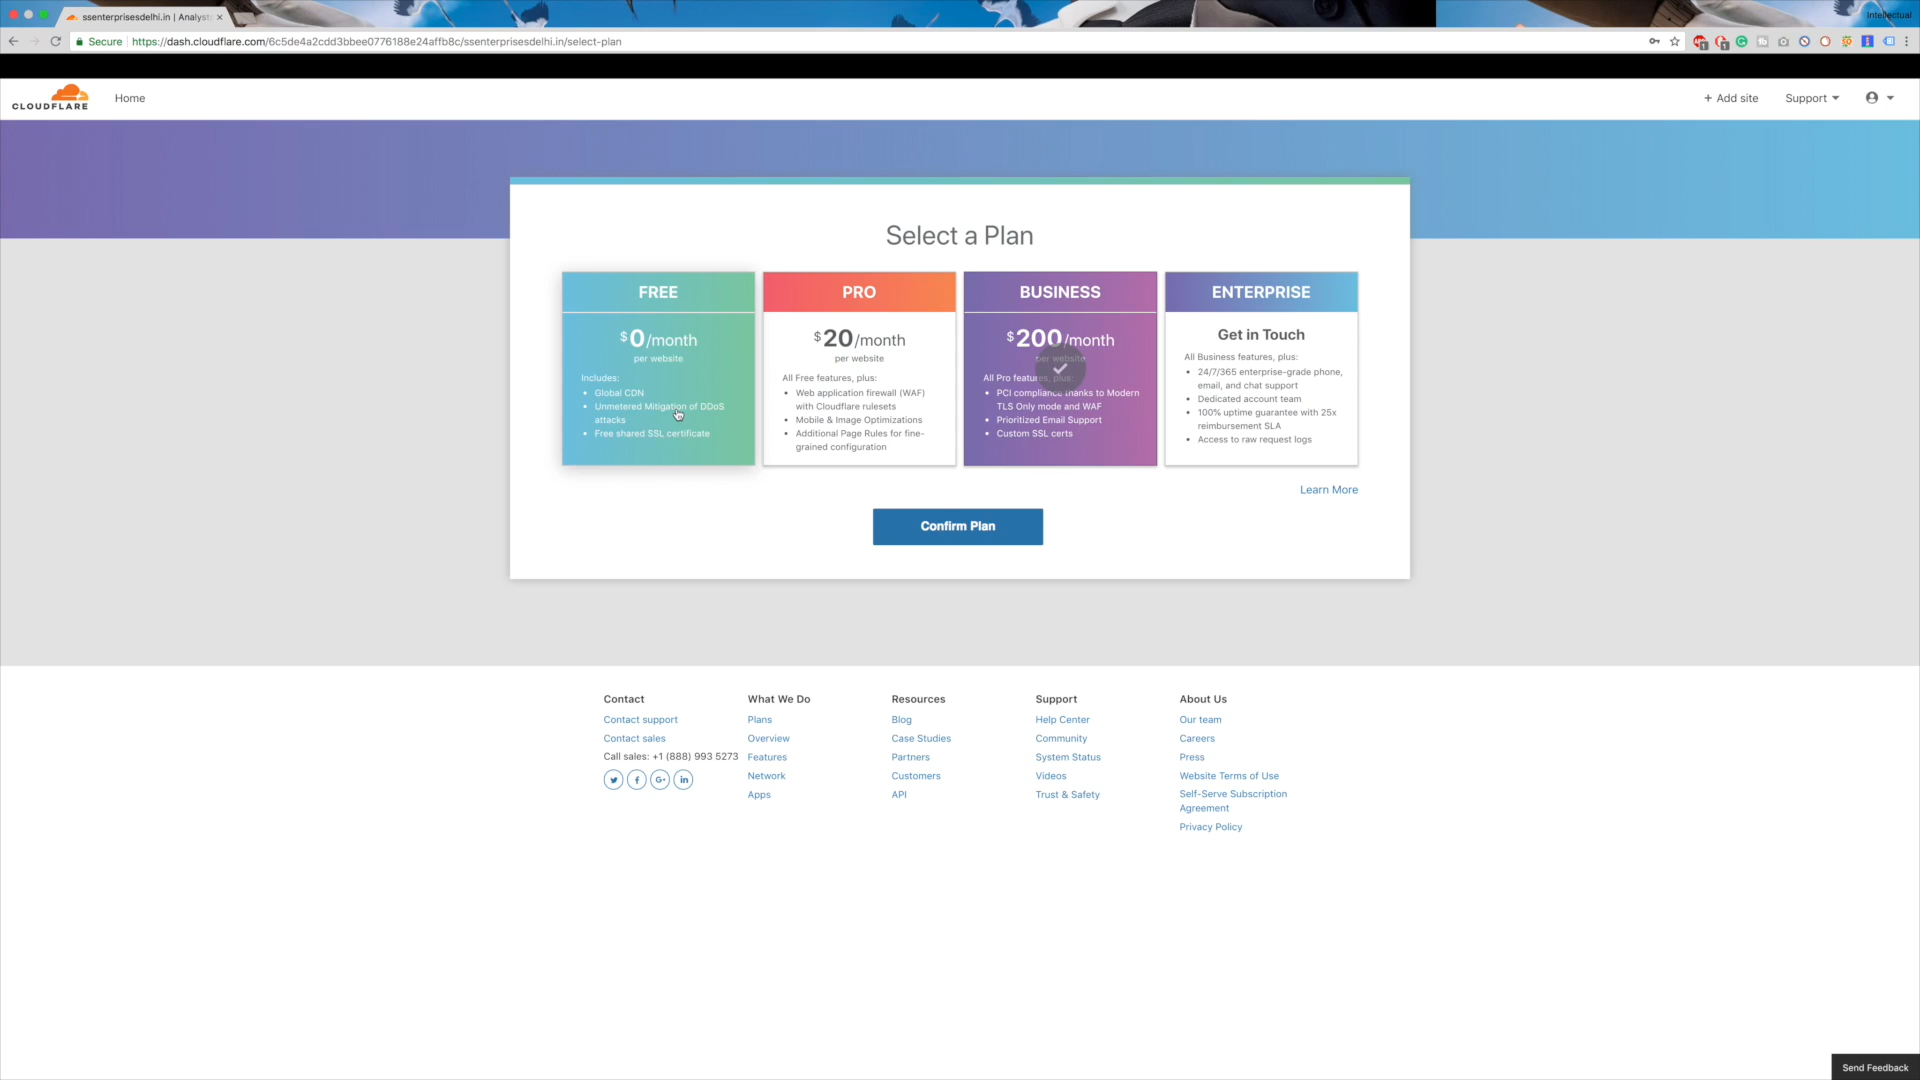 ssenterprisesdelhi.in | Analyst
Intellectual
Secure
https://dash.cloudflare.com/6c5de4a2cdd3bbee0776188e24affb8c/ssenterprisesdelhi.in/select-plan
CLOUDFLARE
Home
+ Add site
Support
Select a Plan
FREE
$0/month
per website
Includes:
• Global CDN
• Unmetered Mitigation of DDoS
attacks
• Free shared SSL certificate
PRO
$20/month
per website
All Free features, plus:
• Web application firewall (WAF)
with Cloudflare rulesets
• Mobile & Image Optimizations
• Additional Page Rules for fine-
grained configuration
BUSINESS
$200/month
per website
All Pro features, plus:
• PCI compliance thanks to Modern
TLS Only mode and WAF
• Prioritized Email Support
• Custom SSL certs
ENTERPRISE
Get in Touch
All Business features, plus:
• 24/7/365 enterprise-grade phone,
email, and chat support
• Dedicated account team
• 100% uptime guarantee with 25x
reimbursement SLA
• Access to raw request logs
Learn More
Confirm Plan
Contact
Contact support
Contact sales
Call sales: +1 (888) 993 5273
What We Do
Plans
Overview
Features
Network
Apps
Resources
Blog
Case Studies
Partners
Customers
API
Support
Help Center
Community
System Status
Videos
Trust & Safety
About Us
Our team
Careers
Press
Website Terms of Use
Self-Serve Subscription
Agreement
Privacy Policy
Send Feedback